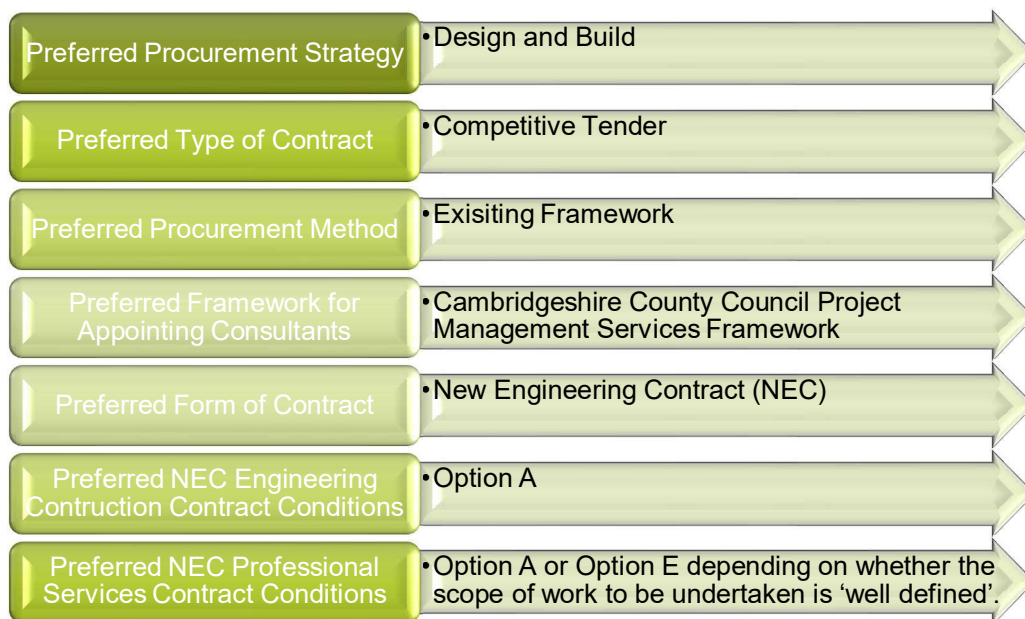 Preferred Procurement Strategy
•Design and Build
Preferred Type of Contract
•Competitive Tender
Preferred Procurement Method
•Exisiting Framework
Preferred Framework for
Appointing Consultants
•Cambridgeshire County Council Project
Management Services Framework
Preferred Form of Contract
•New Engineering Contract (NEC)
Preferred NEC Engineering
Contruction Contract Conditions
•Option A
Preferred NEC Professional
Services Contract Conditions
•Option A or Option E depending on whether the
scope of work to be undertaken is ‘well defined’.